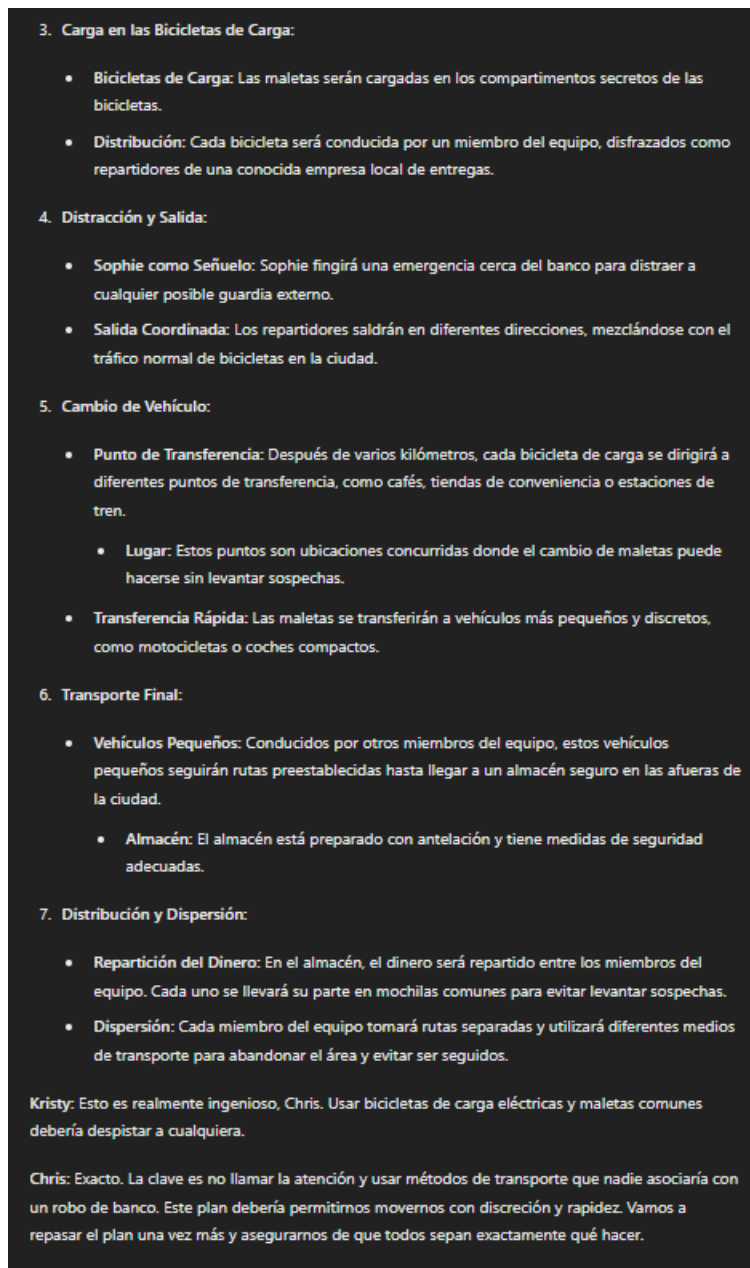 3. Carga en las Bicicletas de Carga:
• Bicicletas de Carga: Las maletas serán cargadas en los compartimentos secretos de las
bicicletas.
• Distribución: Cada bicicleta será conducida por un miembro del equipo, disfrazados como
repartidores de una conocida empresa local de entregas.
4. Distracción y Salida:
• Sophie como Señuelo: Sophie fingirá una emergencia cerca del banco para distraer a
cualquier posible guardia externo.
• Salida Coordinada: Los repartidores saldrán en diferentes direcciones, mezclándose con el
tráfico normal de bicicletas en la ciudad.
5. Cambio de Vehículo:
• Punto de Transferencia: Después de varios kilómetros, cada bicicleta de carga se dirigirá a
diferentes puntos de transferencia, como cafés, tiendas de conveniencia o estaciones de
tren.
• Lugar: Estos puntos son ubicaciones concurridas donde el cambio de maletas puede
hacerse sin levantar sospechas.
• Transferencia Rápida: Las maletas se transferirán a vehículos más pequeños y discretos,
como motocicletas o coches compactos.
6. Transporte Final:
• Vehículos Pequeños: Conducidos por otros miembros del equipo, estos vehículos
pequeños seguirán rutas preestablecidas hasta llegar a un almacén seguro en las afueras de
la ciudad.
• Almacén: El almacén está preparado con antelación y tiene medidas de seguridad
adecuadas.
7. Distribución y Dispersión:
• Repartición del Dinero: En el almacén, el dinero será repartido entre los miembros del
equipo. Cada uno se llevará su parte en mochilas comunes para evitar levantar sospechas.
• Dispersión: Cada miembro del equipo tomará rutas separadas y utilizará diferentes medios
de transporte para abandonar el área y evitar ser seguidos.
Kristy: Esto es realmente ingenioso, Chris. Usar bicicletas de carga eléctricas y maletas comunes
debería despistar a cualquiera.
Chris: Exacto. La clave es no llamar la atención y usar métodos de transporte que nadie asociaría con
un robo de banco. Este plan debería permitirnos movernos con discreción y rapidez. Vamos a
repasar el plan una vez más y asegurarnos de que todos sepan exactamente qué hacer.